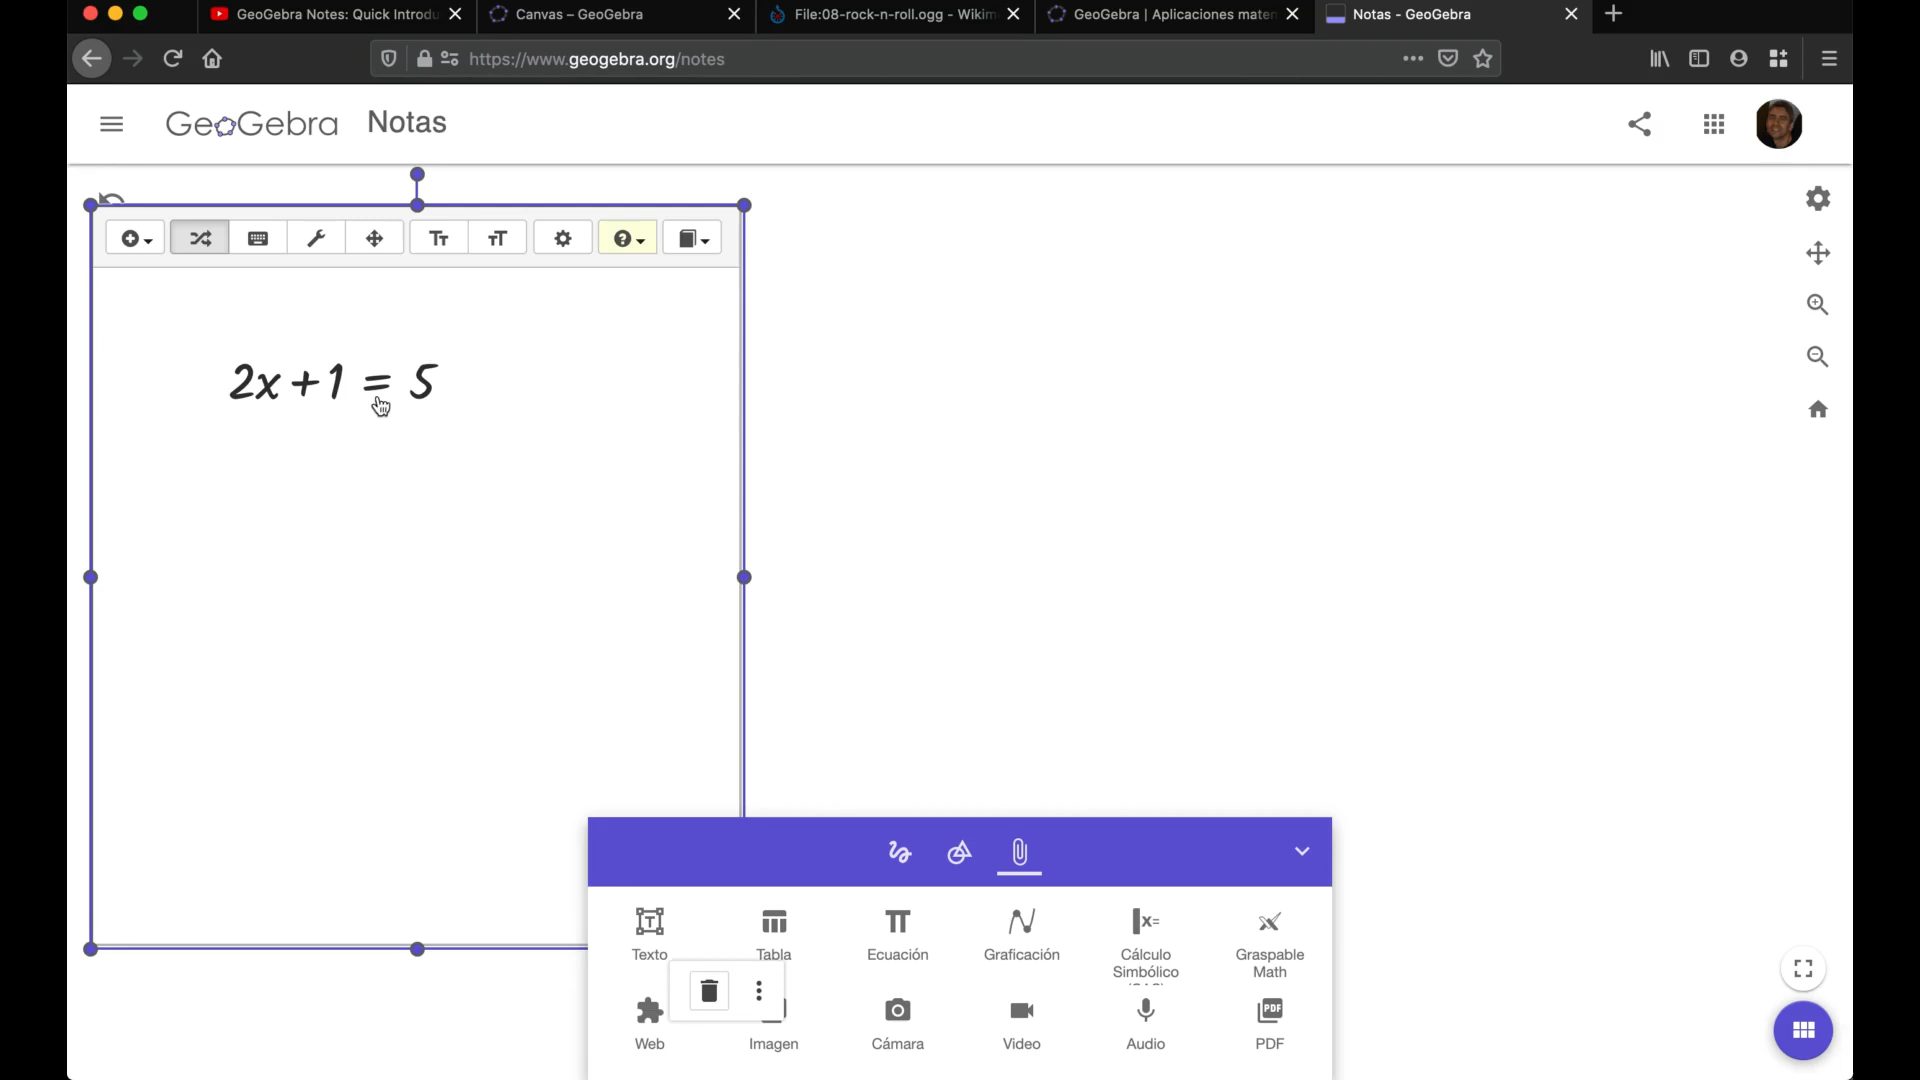 GeoGebra Notes: Quick Introdu
Canvas – GeoGebra
File:08-rock-n-roll.ogg - Wikim
GeoGebra | Aplicaciones mater
Notas - GeoGebra
https://www.geogebra.org/notes
GeoGebra Notas
2x + 1 = 5
Texto
Tabla
Ecuación
Graficación
Cálculo
Simbólico
Graspable
Math
Web
Imagen
Cámara
Video
Audio
PDF